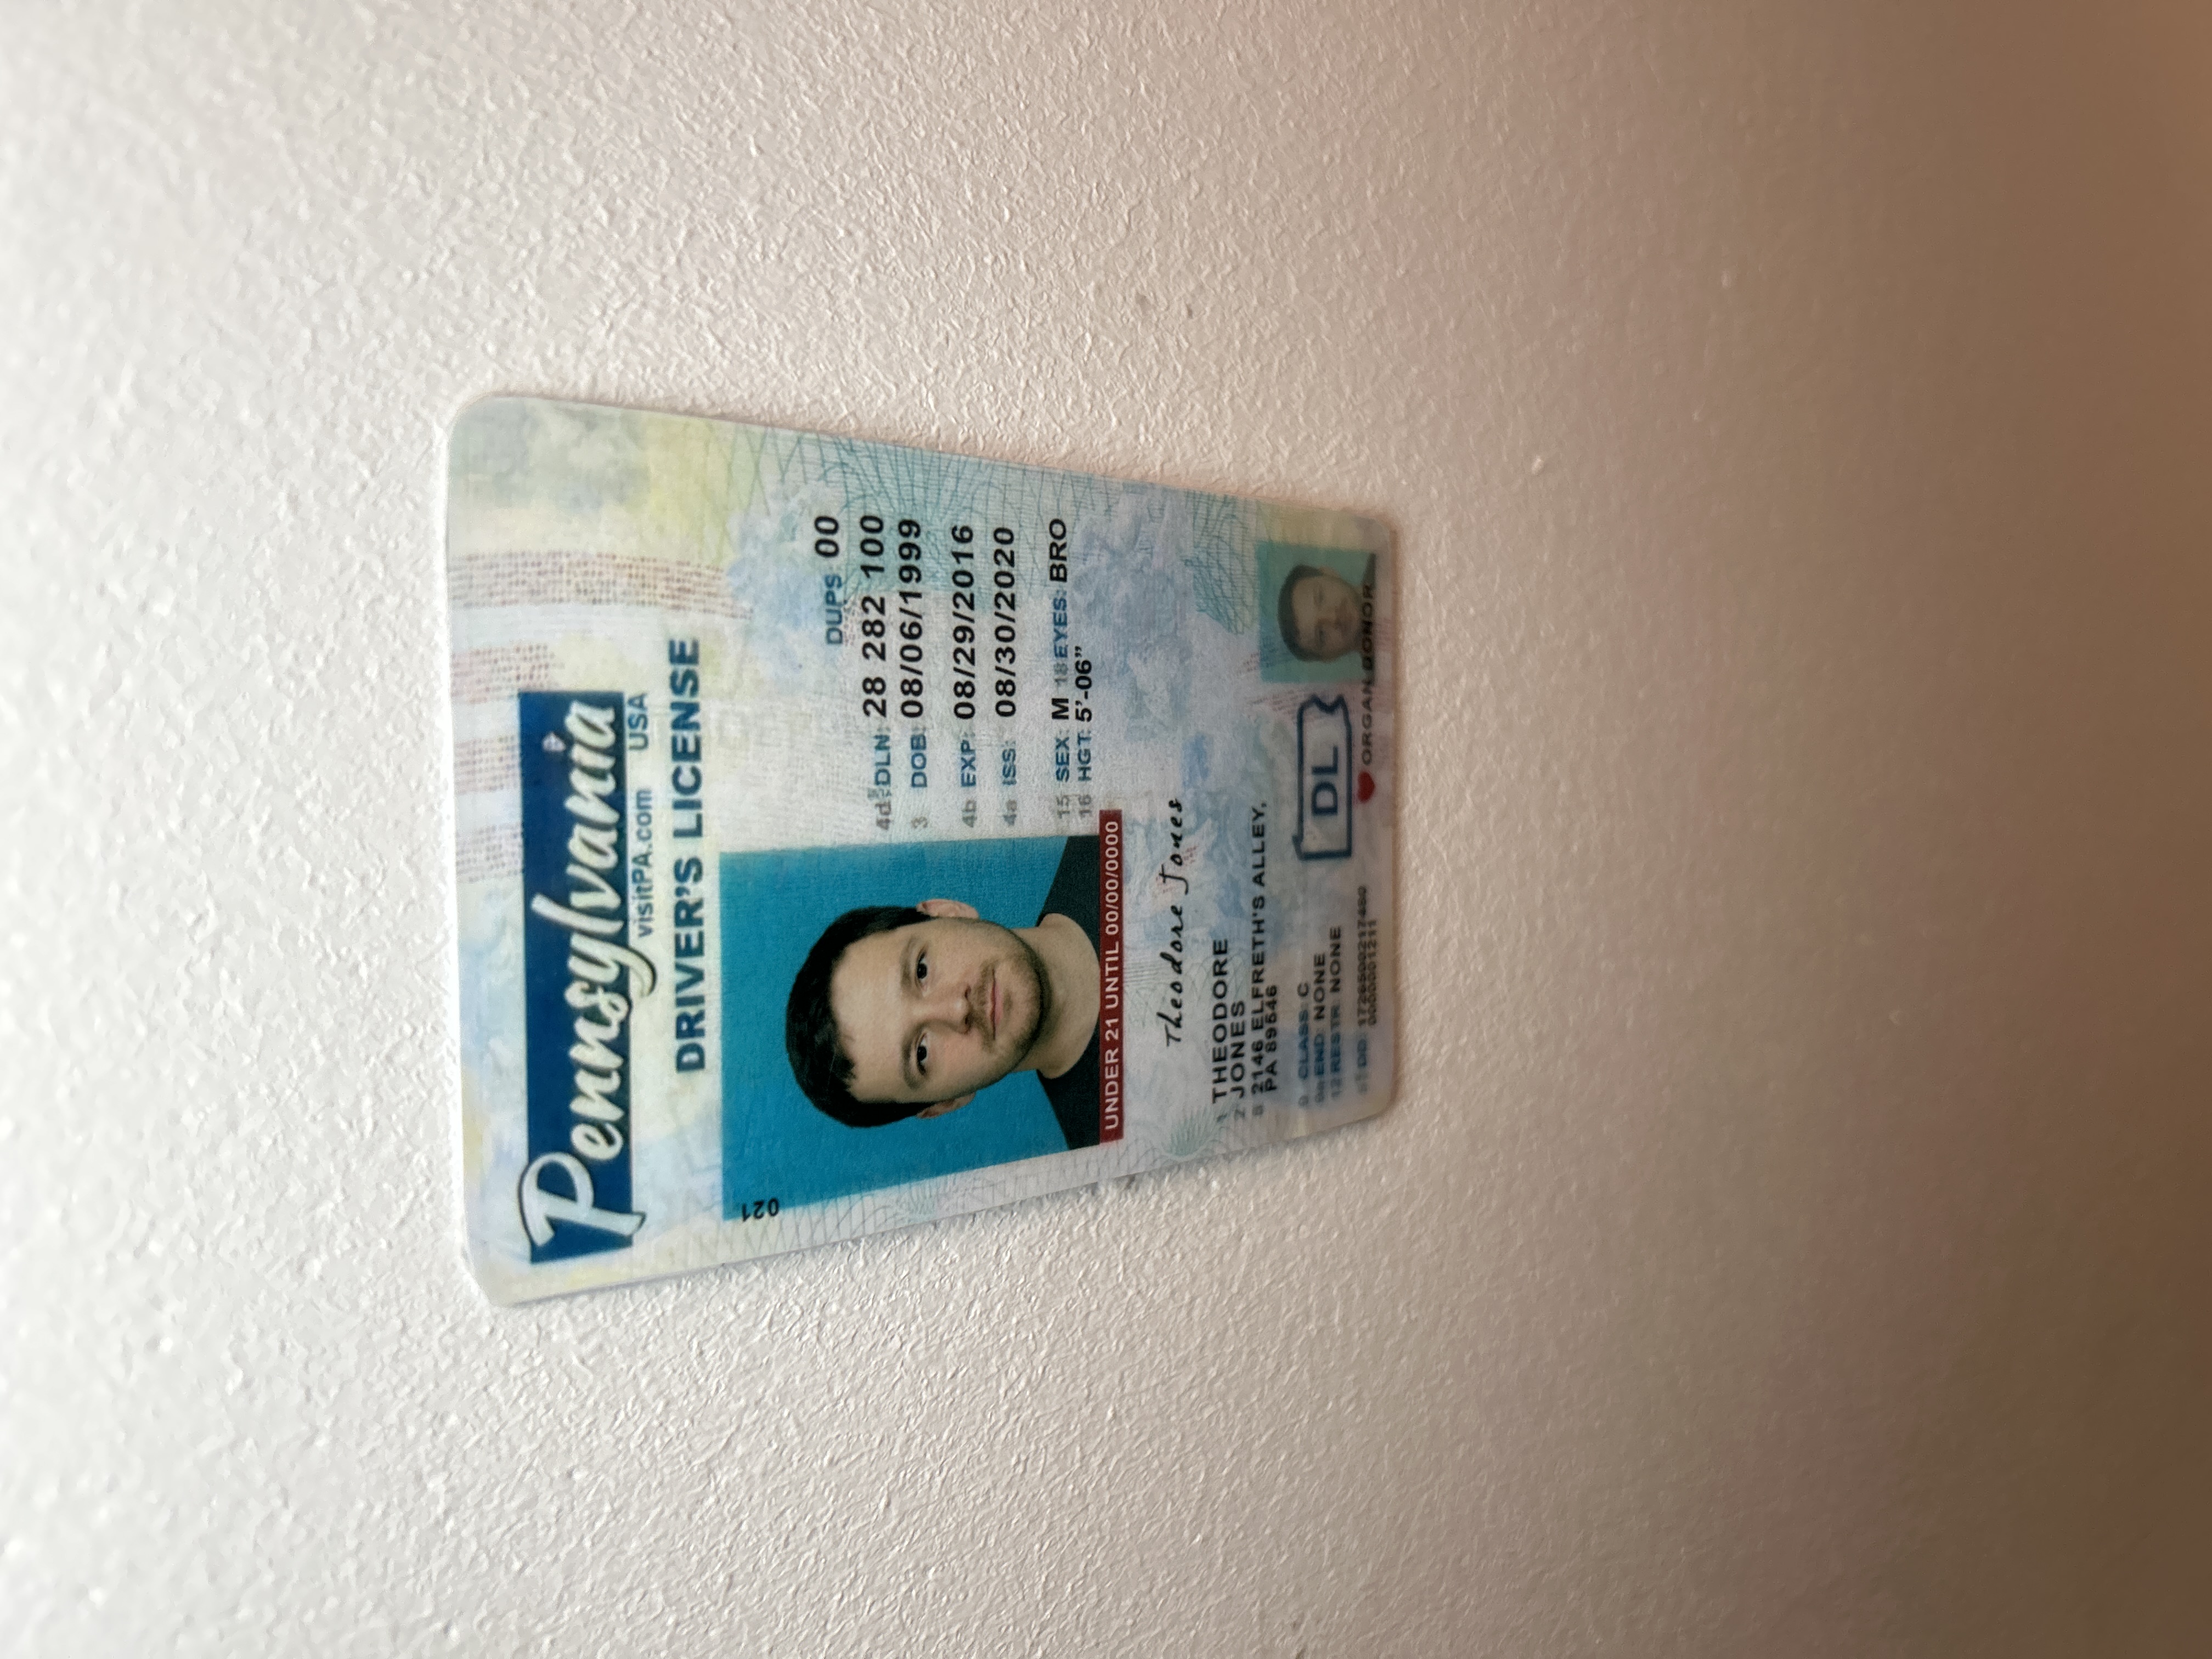 Pennsylvania
visitPA.com USA
DRIVER'S LICENSE
021
DUPS 00
4d DLN: 28 282 100
3 DOB: 08/06/1999
4b EXP: 08/29/2016
4a ISS: 08/30/2020
15 SEX: M 18 EYES: BRO
16 HGT: 5'-06”
UNDER 21 UNTIL 00/00/0000
Theodore Jones
1 THEODORE
2 JONES
8 2146 ELFRETH'S ALLEY,
PA 89546
9 CLASS: C
9a END: NONE
12 RESTR: NONE
DL
DD: 1726500217480
0000001211
ORGAN DONOR